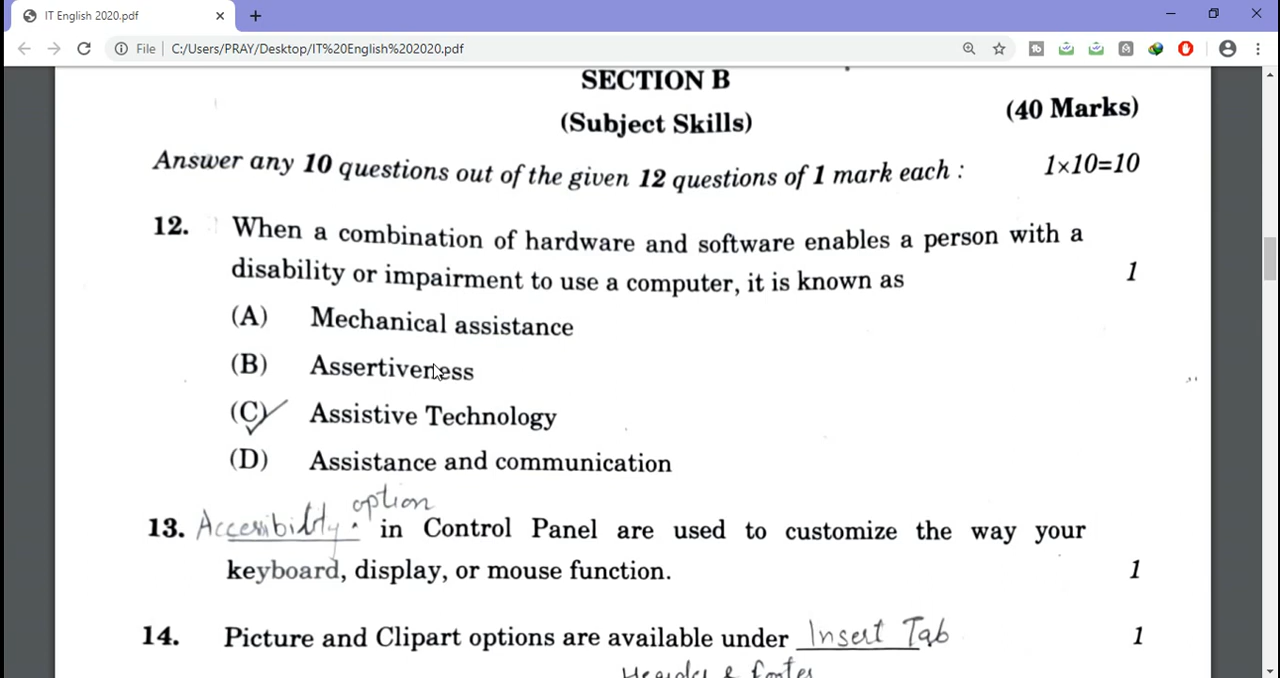 IT English 2020.pdf
File | C:/Users/PRAY/Desktop/IT%20English%202020.pdf
SECTION B
(40 Marks)
(Subject Skills)
Answer any 10 questions out of the given 12 questions of 1 mark each : 1×10=10
12. When a combination of hardware and software enables a person with a
disability or impairment to use a computer, it is known as 1
(A) Mechanical assistance
(B) Assertiveness
(C) Assistive Technology
(D) Assistance and communication
option
13. Accessibility in Control Panel are used to customize the way your
keyboard, display, or mouse function. 1
14. Picture and Clipart options are available under Insert Tab 1
Header & footer